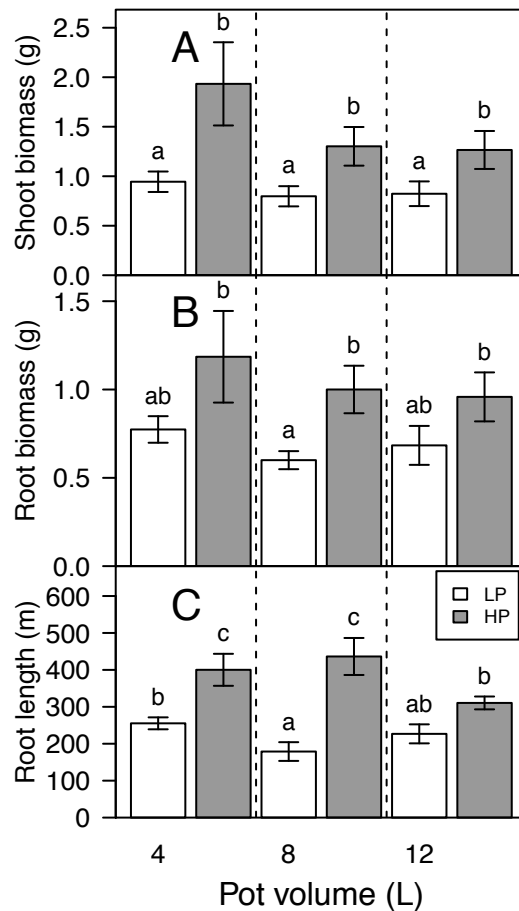 Shoot biomass (g)
2.5
2.0
1.5
1.0
0.5
0.0
A
a
b
a
b
a
b
Root biomass (g)
1.5
1.0
0.5
0.0
B
ab
b
a
b
ab
b
Root length (m)
600
500
400
300
200
100
0
C
b
c
a
c
ab
b
LP
HP
4
8
12
Pot volume (L)